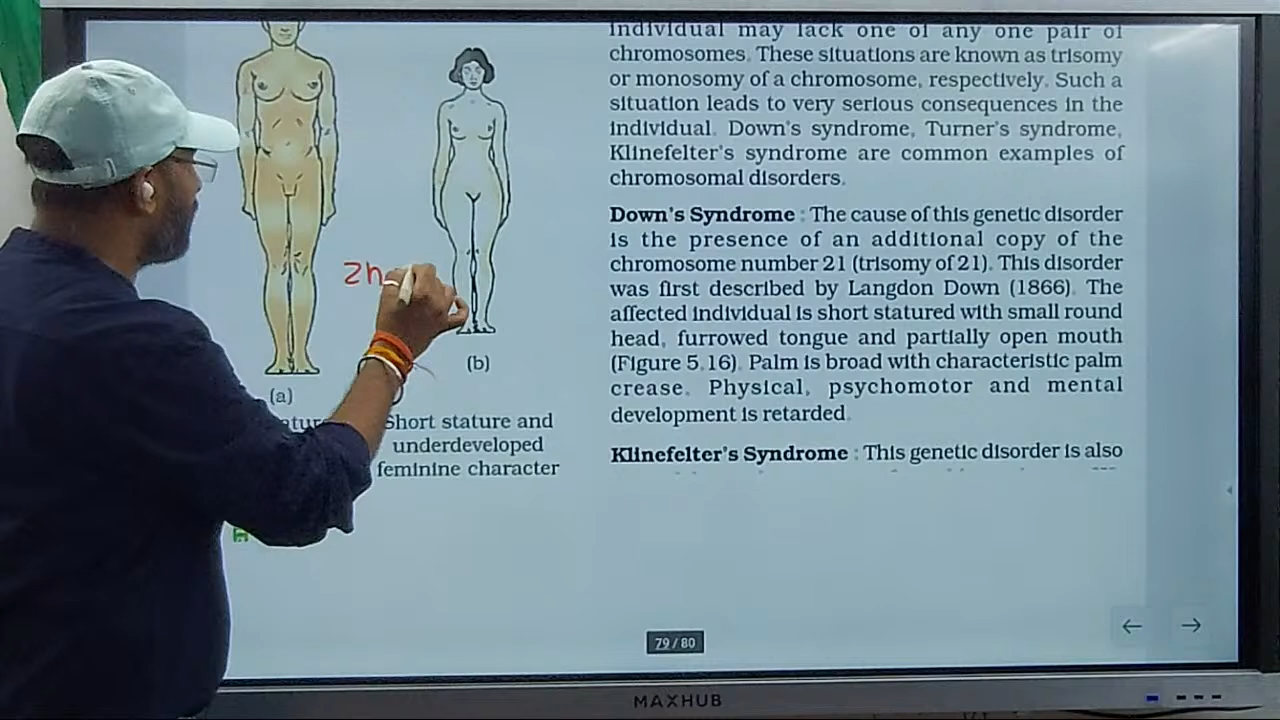 individual may lack one of any one pair of
chromosomes. These situations are known as trisomy
or monosomy of a chromosome, respectively. Such a
situation leads to very serious consequences in the
individual. Down's syndrome, Turner's syndrome,
Klinefelter's syndrome are common examples of
chromosomal disorders.
Down's Syndrome : The cause of this genetic disorder
is the presence of an additional copy of the
chromosome number 21 (trisomy of 21). This disorder
was first described by Langdon Down (1866). The
affected individual is short statured with small round
head, furrowed tongue and partially open mouth
(Figure 5.16). Palm is broad with characteristic palm
crease. Physical, psychomotor and mental
development is retarded.
Klinefelter's Syndrome : This genetic disorder is also
2n
(a)
(b)
Short stature and
underdeveloped
feminine character
79 / 80
MAXHUB